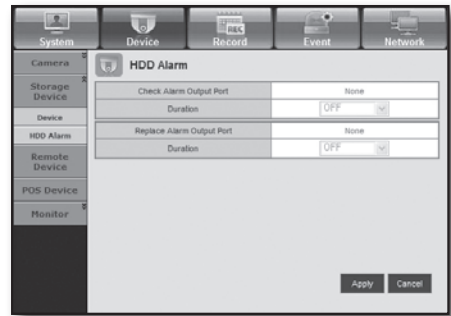 System Device Record Event Network
REC
Camera
Storage Device
Device
HDD Alarm
Remote Device
POS Device
Monitor
HDD Alarm
Check Alarm Output Port None
Duration OFF
Replace Alarm Output Port None
Duration OFF
Apply Cancel